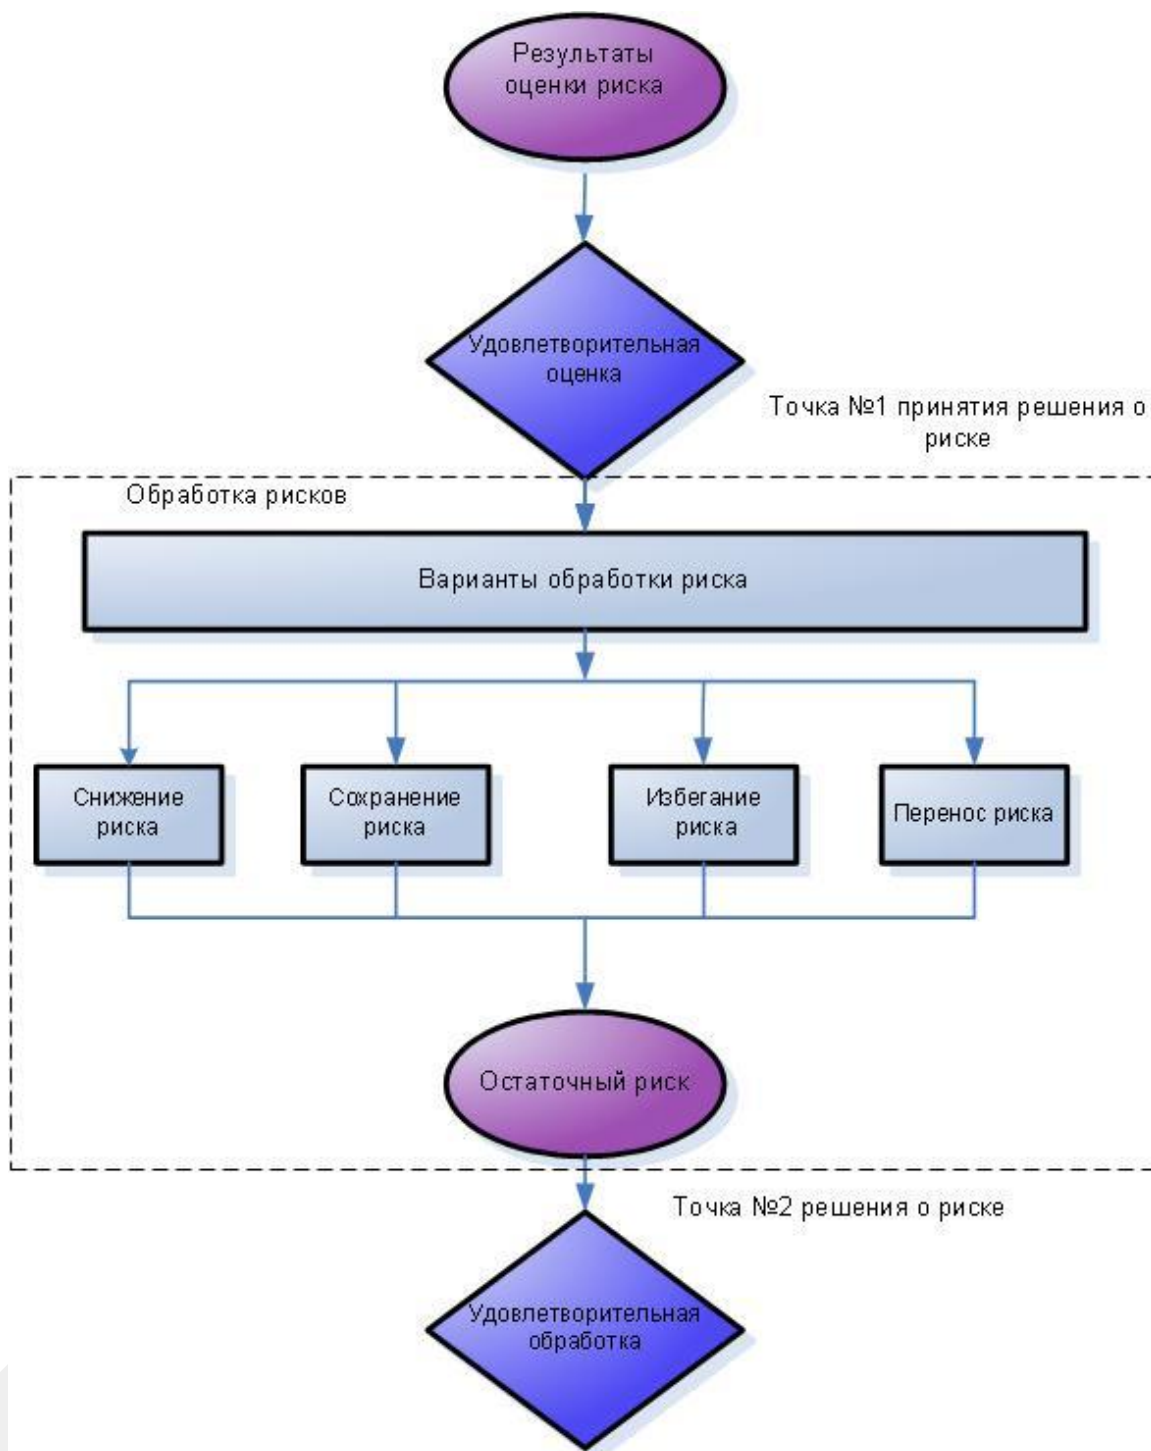 Результаты
оценки риска
Удовлетворительная
оценка
Точка №1 принятия решения о
риске
Обработка рисков
Варианты обработки риска
Снижение
риска
Сохранение
риска
Избегание
риска
Перенос риска
Остаточный риск
Точка №2 решения о риске
Удовлетворительная
обработка